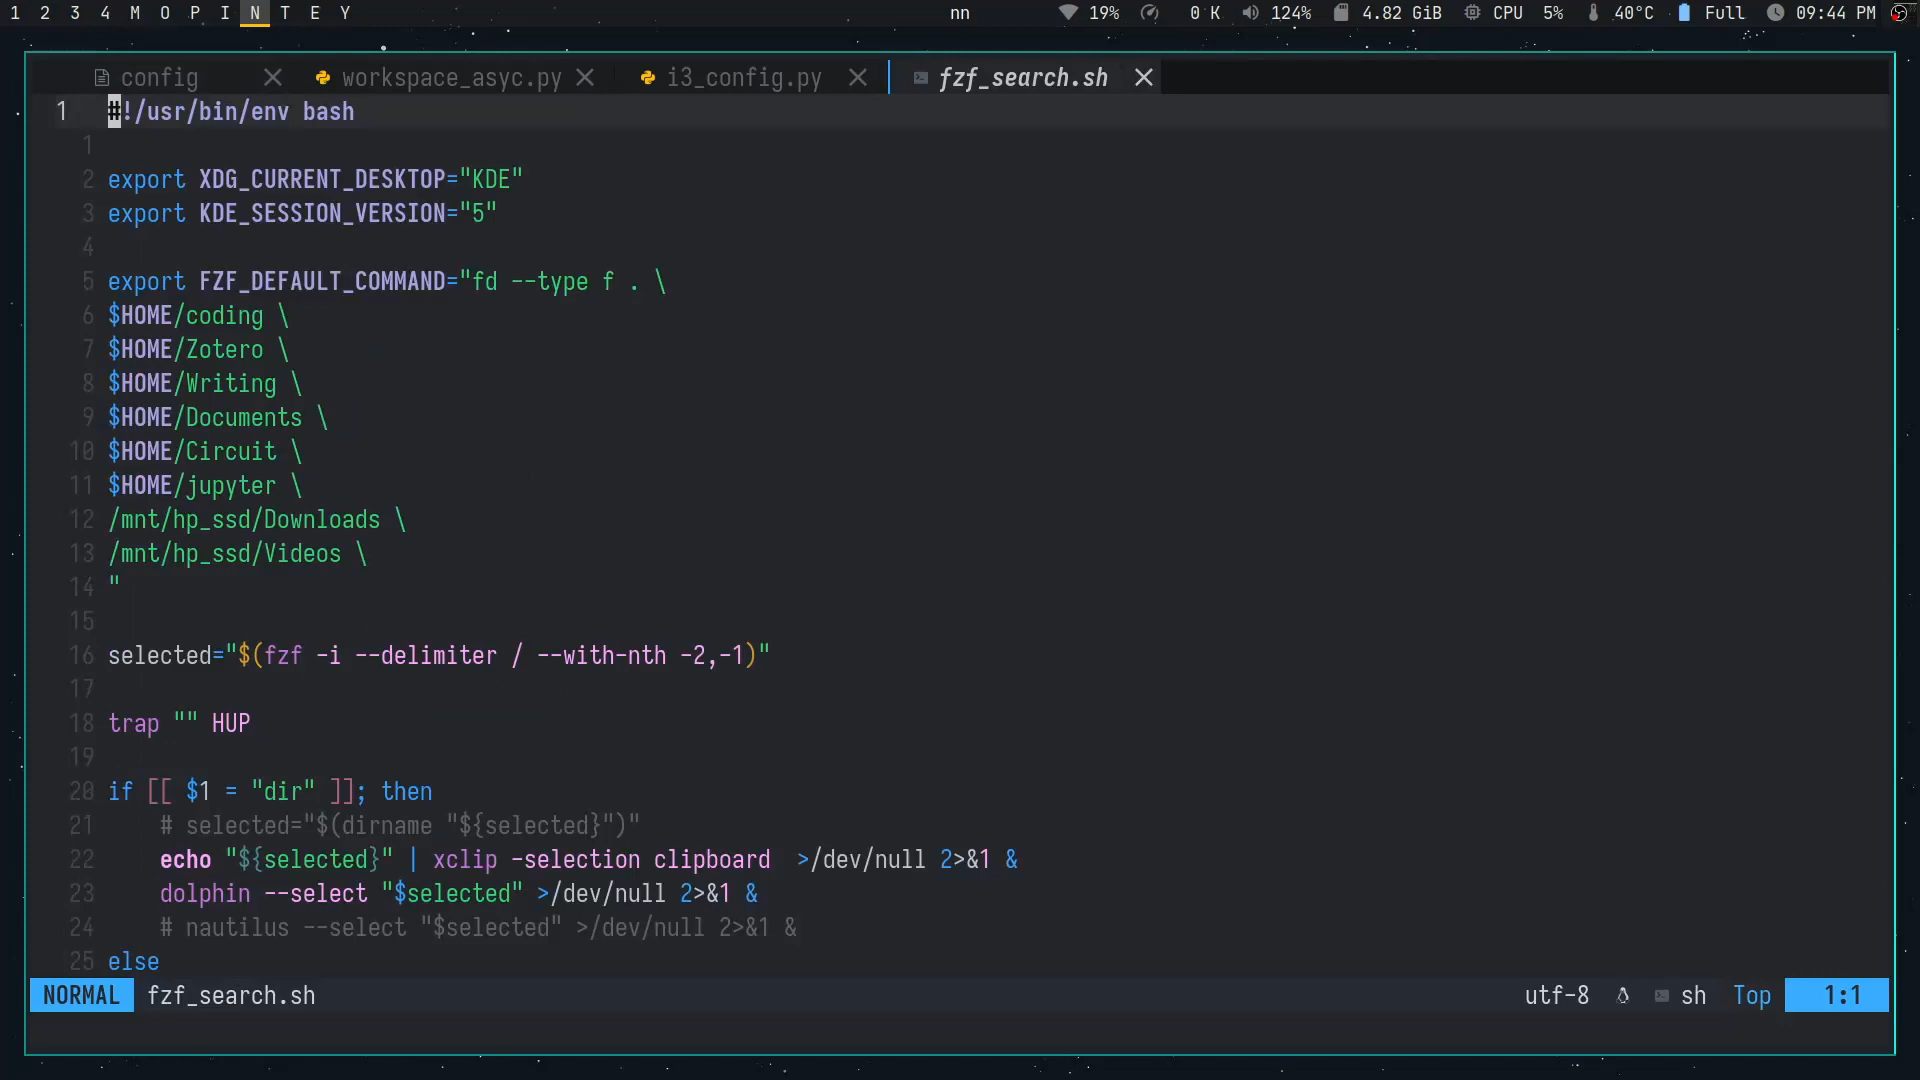 1 2 3 4 M O P I N T E Y nn 19% 0 K 124% 4.82 GiB CPU 5% 40°C Full 09:44 PM
config workspace_asyc.py i3_config.py fzf_search.sh
1 #!/usr/bin/env bash
1
2 export XDG_CURRENT_DESKTOP="KDE"
3 export KDE_SESSION_VERSION="5"
4
5 export FZF_DEFAULT_COMMAND="fd --type f . \
6 $HOME/coding \
7 $HOME/Zotero \
8 $HOME/Writing \
9 $HOME/Documents \
10 $HOME/Circuit \
11 $HOME/jupyter \
12 /mnt/hp_ssd/Downloads \
13 /mnt/hp_ssd/Videos \
14 "
15
16 selected="$(fzf -i --delimiter / --with-nth -2,-1)"
17
18 trap "" HUP
19
20 if [[ $1 = "dir" ]]; then
21     # selected="$(dirname "${selected}")"
22     echo "${selected}" | xclip -selection clipboard  >/dev/null 2>&1 &
23     dolphin --select "$selected" >/dev/null 2>&1 &
24     # nautilus --select "$selected" >/dev/null 2>&1 &
25 else
NORMAL fzf_search.sh utf-8 sh Top 1:1